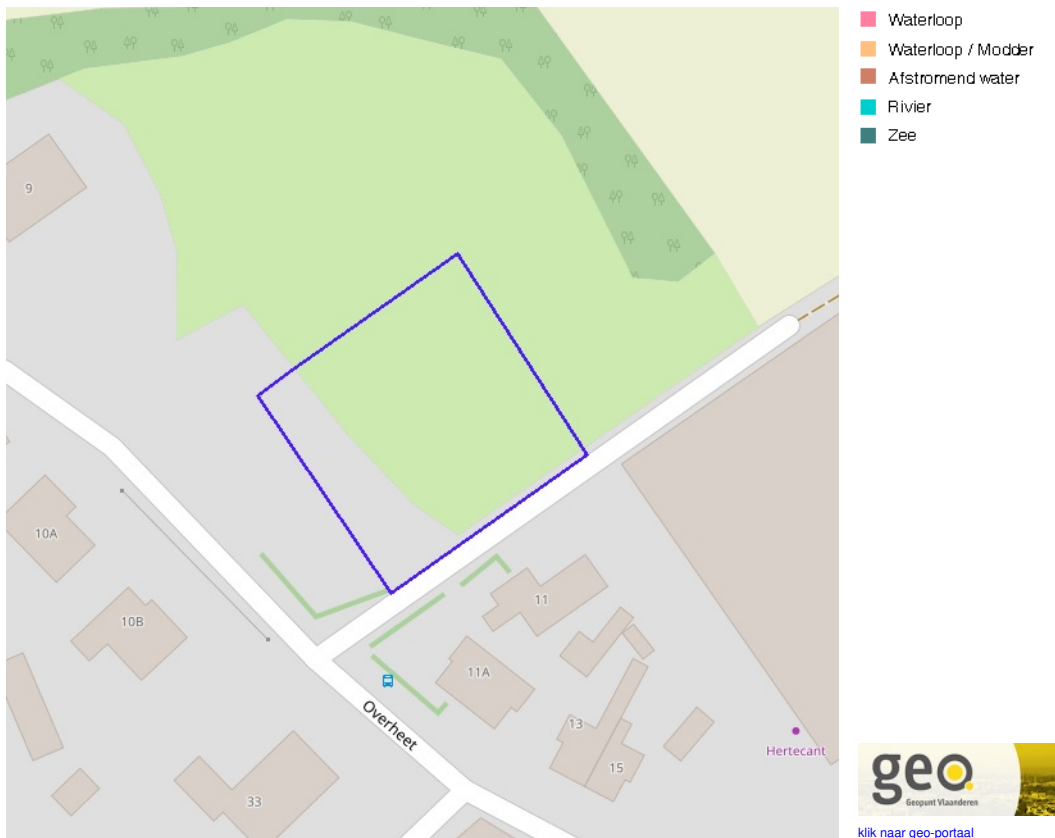 Waterloop
Waterloop / Modder
Afstromend water
Rivier
Zee
9
10A
10B
11
11A
Overheet
13
15
33
Hertecant
geo.
Geopunt Vlaanderen
klik naar geo-portaal